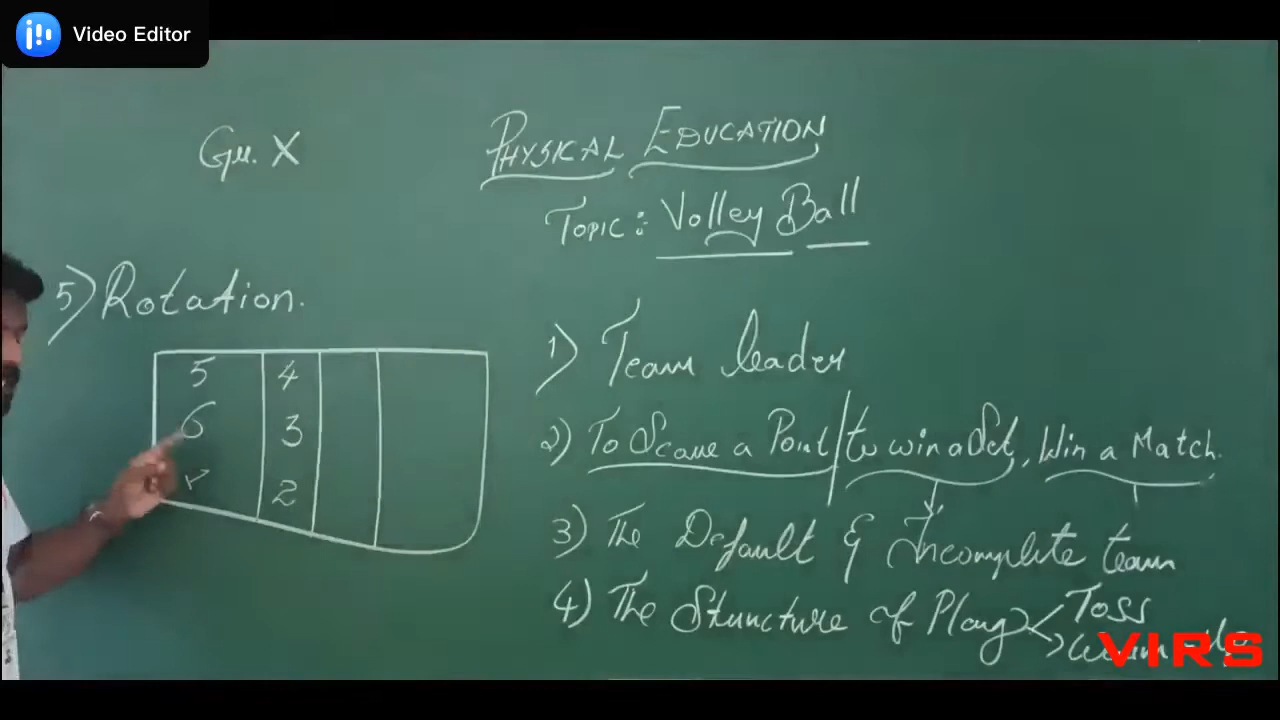 Video Editor
Gr. X
PHYSICAL EDUCATION
TOPIC: Volley Ball
5) Rotation.
5 4
6 3
2
1) Team leader
2) To Score a Point/to win a Set, Win a Match.
3) The Default & Incomplete team
4) The Structure of Play < Toss
VIRS